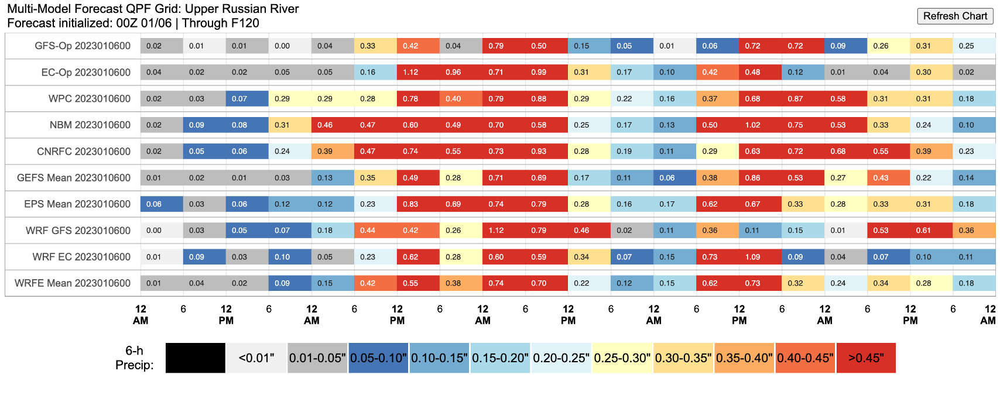 Multi-Model Forecast QPF Grid: Upper Russian River
Forecast initialized: 00Z 01/06 | Through F120
Refresh Chart
GFS-Op 2023010600 0.02 0.01 0.01 0.00 0.04 0.33 0.42 0.04 0.79 0.50 0.15 0.05 0.01 0.06 0.72 0.72 0.09 0.26 0.31 0.25
EC-Op 2023010600 0.04 0.02 0.02 0.05 0.05 0.16 1.12 0.96 0.71 0.99 0.31 0.17 0.10 0.42 0.48 0.12 0.01 0.04 0.30 0.02
WPC 2023010600 0.02 0.03 0.07 0.29 0.29 0.28 0.78 0.40 0.79 0.88 0.29 0.22 0.16 0.37 0.68 0.87 0.58 0.31 0.31 0.18
NBM 2023010600 0.02 0.09 0.08 0.31 0.46 0.47 0.60 0.49 0.70 0.58 0.25 0.17 0.13 0.50 1.02 0.75 0.53 0.33 0.24 0.10
CNRFC 2023010600 0.02 0.05 0.06 0.24 0.39 0.47 0.74 0.55 0.73 0.93 0.28 0.19 0.11 0.29 0.63 0.72 0.68 0.55 0.39 0.23
GEFS Mean 2023010600 0.01 0.02 0.01 0.03 0.13 0.35 0.49 0.28 0.71 0.69 0.17 0.11 0.06 0.38 0.86 0.53 0.27 0.43 0.22 0.14
EPS Mean 2023010600 0.06 0.03 0.06 0.12 0.12 0.23 0.83 0.69 0.74 0.79 0.28 0.16 0.17 0.62 0.67 0.33 0.28 0.33 0.31 0.18
WRF GFS 2023010600 0.00 0.03 0.05 0.07 0.18 0.44 0.42 0.26 1.12 0.79 0.46 0.02 0.11 0.36 0.11 0.15 0.01 0.53 0.61 0.36
WRF EC 2023010600 0.01 0.09 0.03 0.10 0.05 0.23 0.62 0.28 0.60 0.59 0.34 0.07 0.15 0.73 1.09 0.09 0.04 0.07 0.10 0.11
WRFE Mean 2023010600 0.01 0.04 0.02 0.09 0.15 0.42 0.55 0.38 0.74 0.70 0.22 0.12 0.15 0.62 0.73 0.32 0.24 0.34 0.28 0.18
12 6 12 6 12 6 12 6 12 6 12 6 12 6 12 6 12 6 12 6 12
AM PM AM PM AM PM AM PM AM PM AM
6-h
Precip:
<0.01" 0.01-0.05" 0.05-0.10" 0.10-0.15" 0.15-0.20" 0.20-0.25" 0.25-0.30" 0.30-0.35" 0.35-0.40" 0.40-0.45" >0.45"